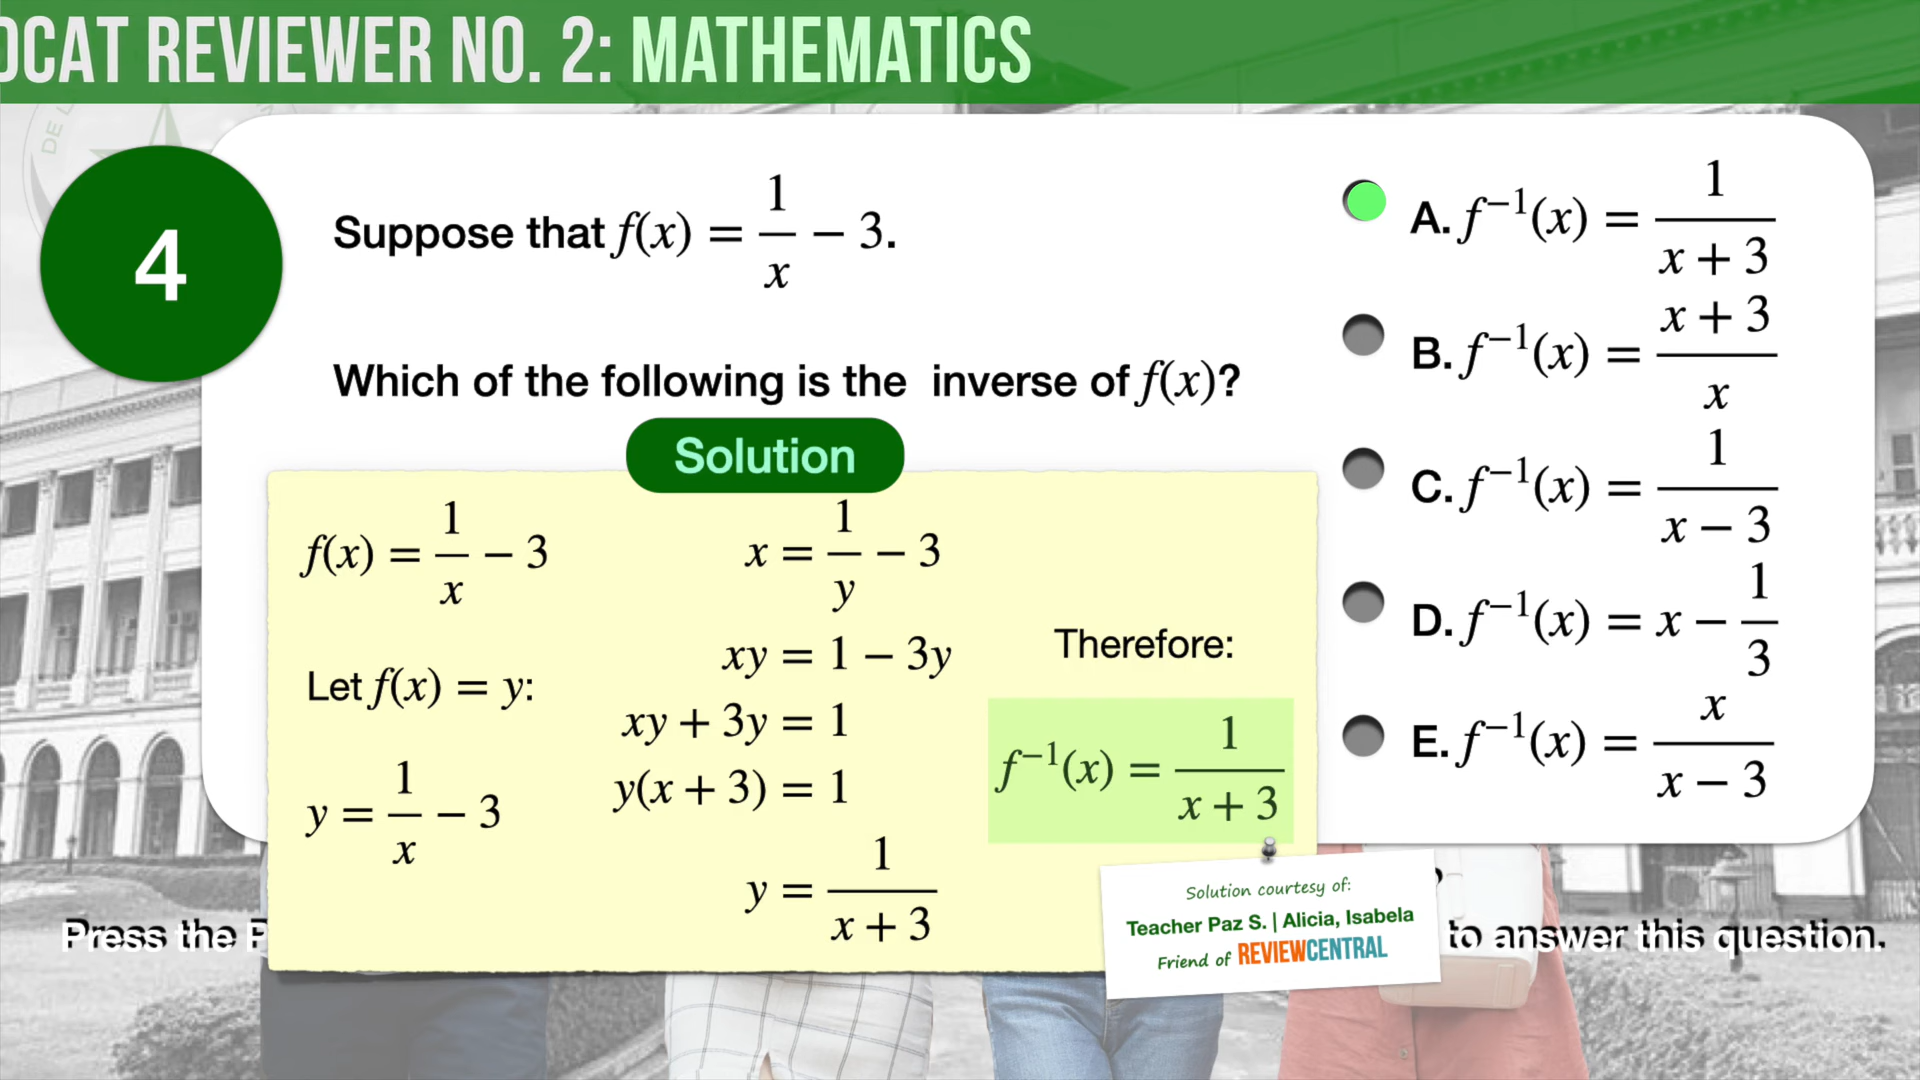 DCAT REVIEWER NO. 2: MATHEMATICS
4
Suppose that f(x) = 1/x − 3.
Which of the following is the inverse of f(x)?
A. f⁻¹(x) = 1/(x + 3)
B. f⁻¹(x) = (x + 3)/x
C. f⁻¹(x) = 1/(x − 3)
D. f⁻¹(x) = x − 1/3
E. f⁻¹(x) = x/(x − 3)
Solution
f(x) = 1/x − 3
Let f(x) = y:
y = 1/x − 3
x = 1/y − 3
xy = 1 − 3y
xy + 3y = 1
y(x + 3) = 1
y = 1/(x + 3)
Therefore:
f⁻¹(x) = 1/(x + 3)
Solution courtesy of:
Teacher Paz S. | Alicia, Isabela
Friend of REVIEWCENTRAL
Press the
to answer this question.